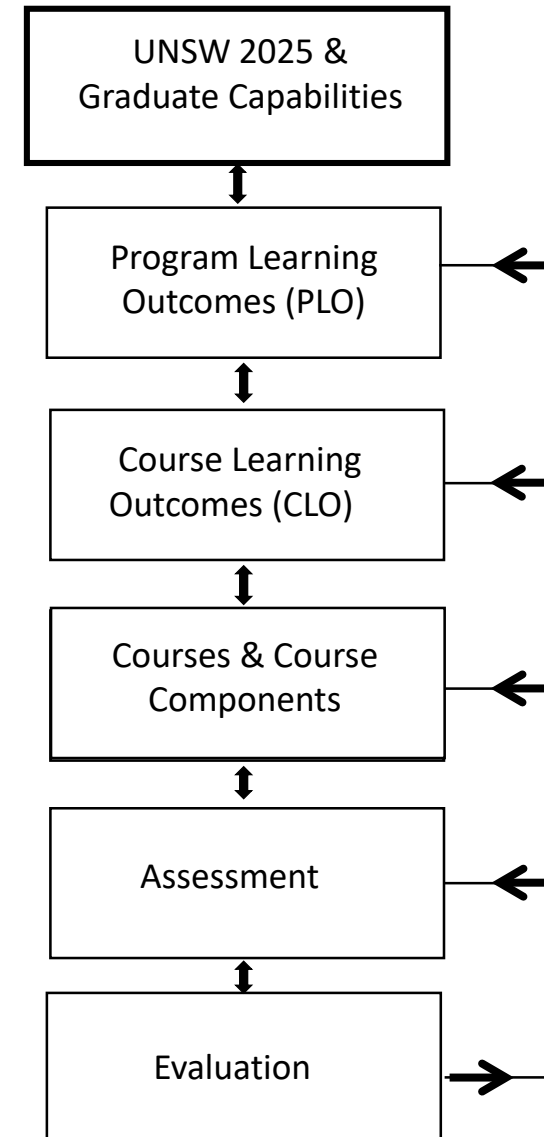 UNSW 2025 &
Graduate Capabilities
Program Learning
Outcomes (PLO)
Course Learning
Outcomes (CLO)
Courses & Course
Components
Assessment
Evaluation